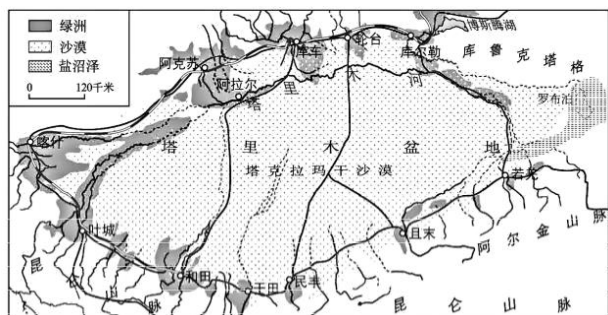 绿洲
沙漠
盐沼泽
0 120千米
博斯腾湖
库车
轮台
库尔勒
库鲁克塔格
阿克苏
阿拉尔
塔里木河
罗布泊
喀什
塔里木盆地
塔克拉玛干沙漠
若羌
叶城
且末
阿尔金山脉
和田
于田
民丰
昆仑山脉
昆仑山脉